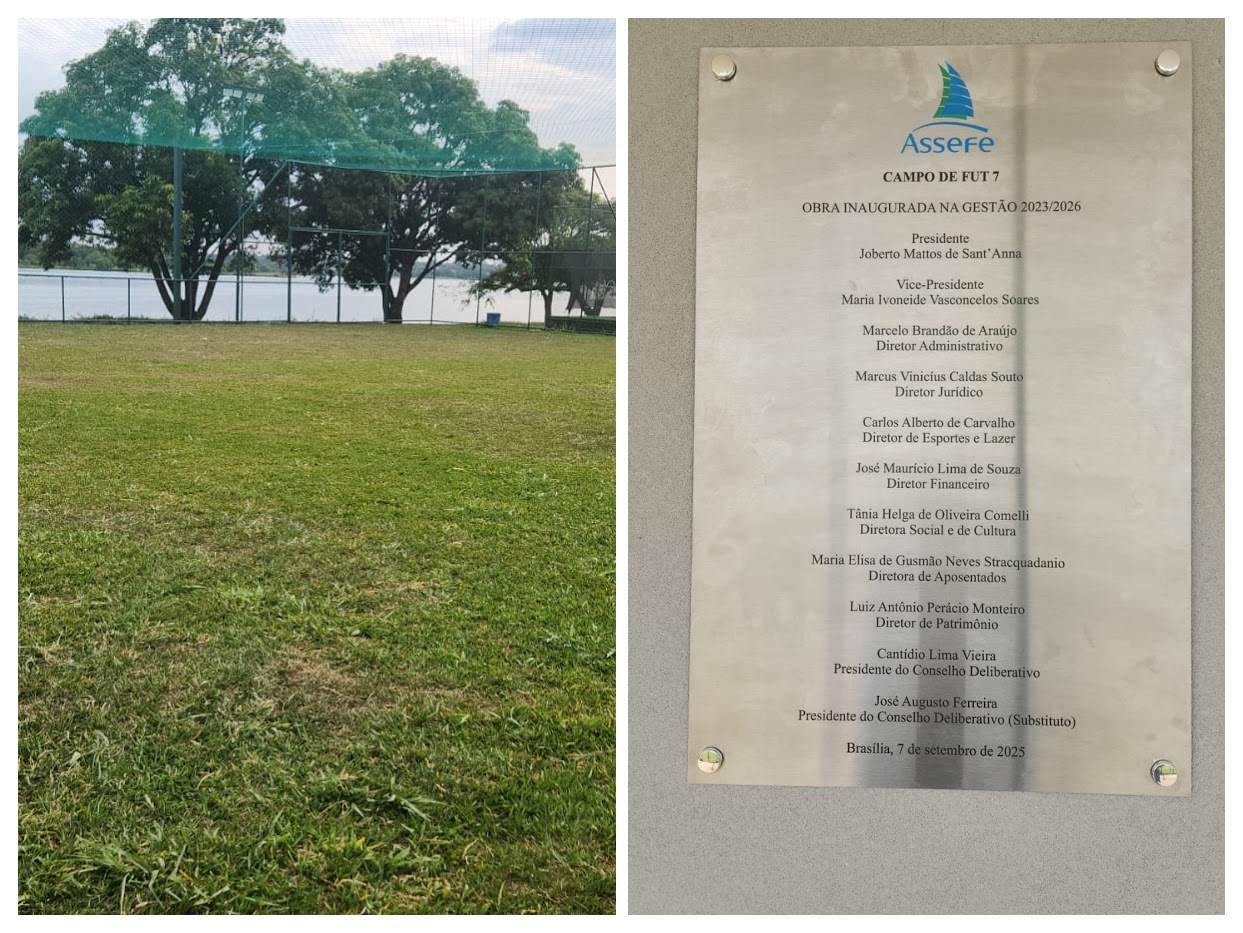 Assefe
CAMPO DE FUT 7
OBRA INAUGURADA NA GESTÃO 2023/2026
Presidente
Joberto Mattos de Sant’Anna
Vice-Presidente
Maria Ivoneide Vasconcelos Soares
Marcelo Brandão de Araújo
Diretor Administrativo
Marcus Vinicíus Caldas Souto
Diretor Jurídico
Carlos Alberto de Carvalho
Diretor de Esportes e Lazer
José Maurício Lima de Souza
Diretor Financeiro
Tânia Helga de Oliveira Comelli
Diretora Social e de Cultura
Maria Elisa de Gusmão Neves Stracquadanio
Diretora de Aposentados
Luiz Antônio Perácio Monteiro
Diretor de Patrimônio
Cantídio Lima Vieira
Presidente do Conselho Deliberativo
José Augusto Ferreira
Presidente do Conselho Deliberativo (Substituto)
Brasília, 7 de setembro de 2025